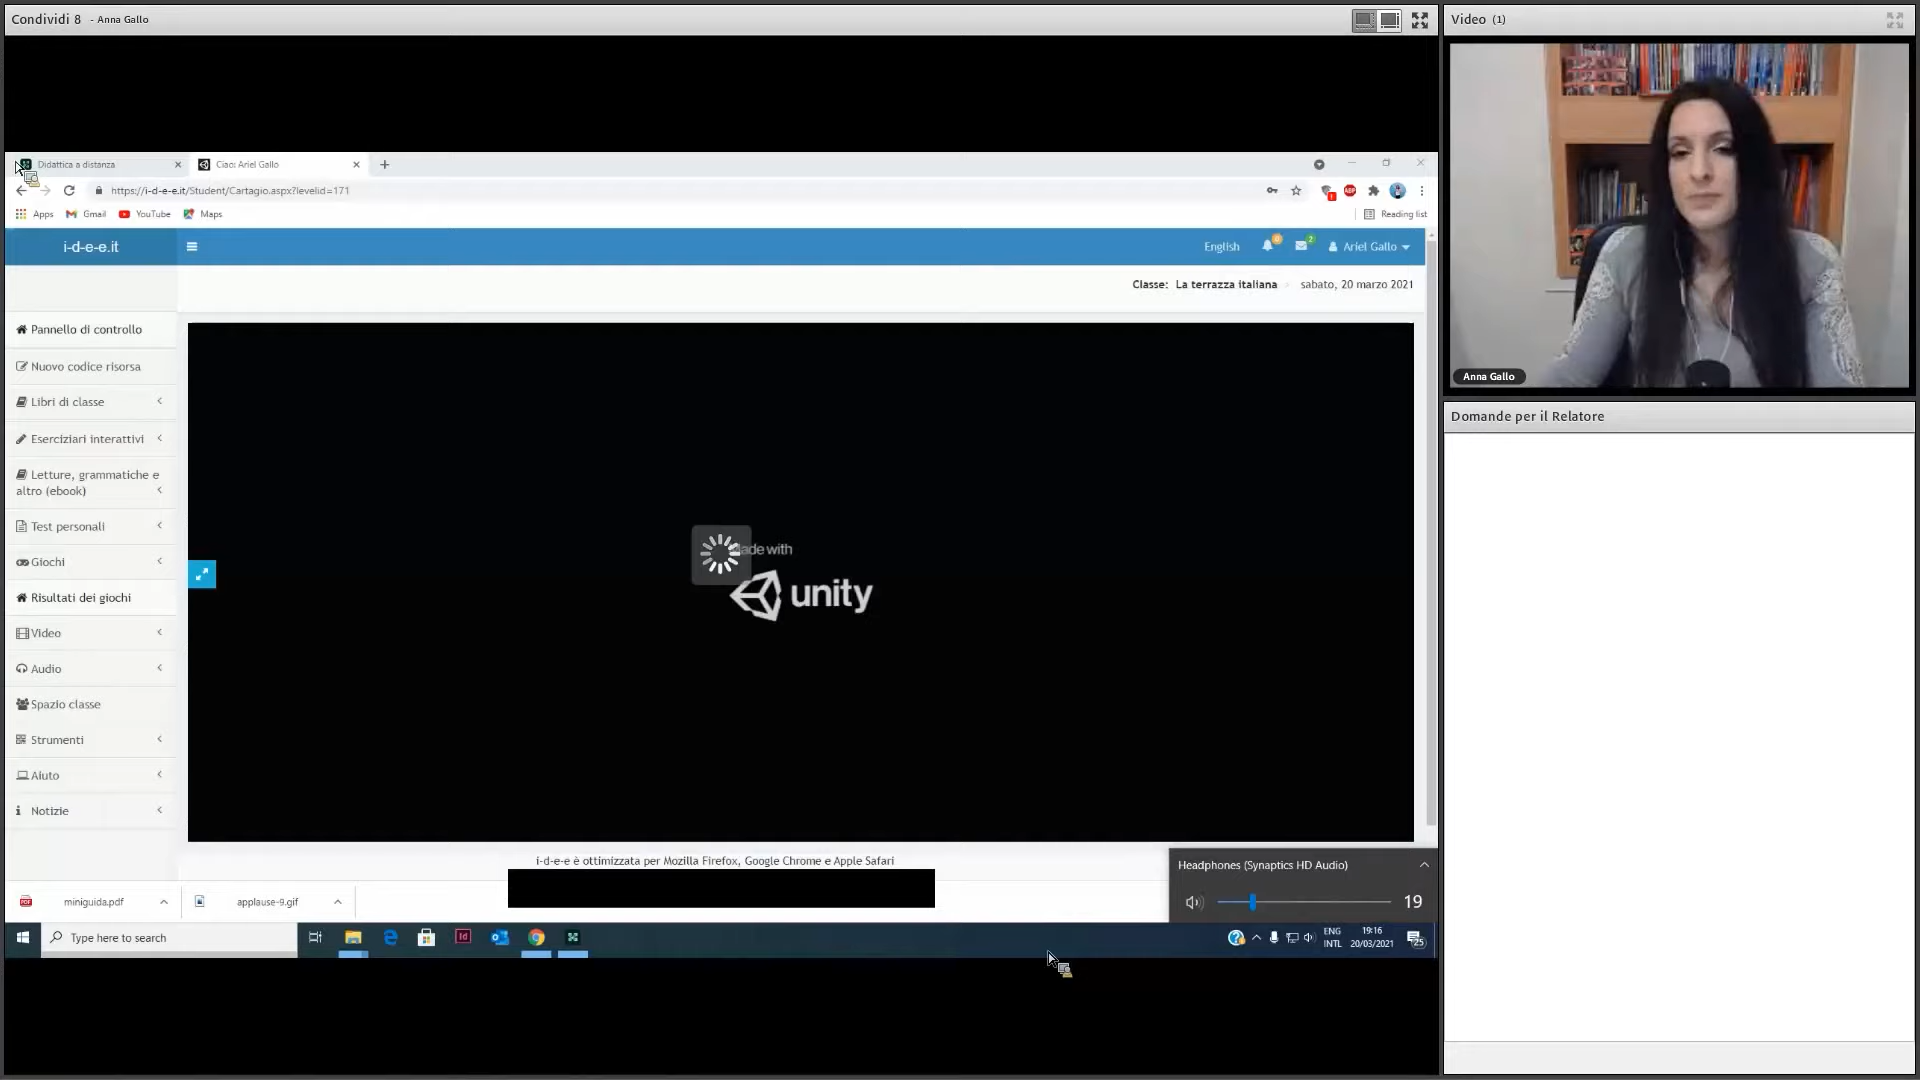 Condividi 8 - Anna Gallo
Didattica a distanza
Ciao: Ariel Gallo
https://i-d-e-e.it/Student/Cartagio.aspx?levelid=171
Apps
Gmail
YouTube
Maps
Reading list
i-d-e-e.it
English
Ariel Gallo
Classe: La terrazza italiana
sabato, 20 marzo 2021
Pannello di controllo
Nuovo codice risorsa
Libri di classe
Eserciziari interattivi
Letture, grammatiche e
altro (ebook)
Test personali
Giochi
Risultati dei giochi
Video
Audio
Spazio classe
Strumenti
Aiuto
Notizie
with
unity
i-d-e-e è ottimizzata per Mozilla Firefox, Google Chrome e Apple Safari
Headphones (Synaptics HD Audio)
19
miniguida.pdf
applause-9.gif
Type here to search
ENG
INTL
19:16
20/03/2021
25
Video (1)
Anna Gallo
Domande per il Relatore